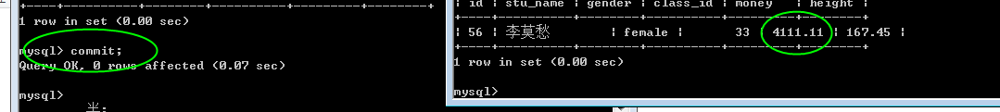 1 row in set (0.00 sec)
mysql> commit;
Query OK, 0 rows affected (0.07 sec)
mysql>
半:
| id | stu_name | gender | class_id | money | height |
| 56 | 李莫愁 | female | 33 | 4111.11 | 167.45 |
1 row in set (0.00 sec)
mysql>